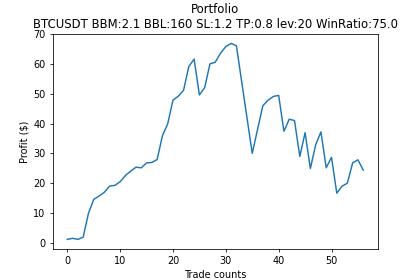 Portfolio
BTCUSDT BBM:2.1 BBL:160 SL:1.2 TP:0.8 lev:20 WinRatio:75.0
70
60
50
40
30
20
10
0
Profit ($)
0 10 20 30 40 50
Trade counts